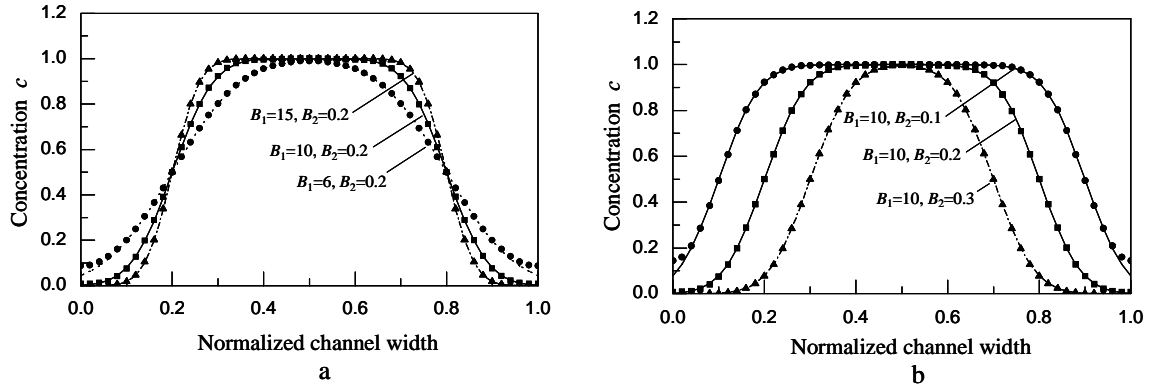 1.2
1.0
0.8
0.6
0.4
0.2
0.0
Concentration c
B1=15, B2=0.2
B1=10, B2=0.2
B1=6, B2=0.2
0.0 0.2 0.4 0.6 0.8 1.0
Normalized channel width
a
1.2
1.0
0.8
0.6
0.4
0.2
0.0
Concentration c
B1=10, B2=0.1
B1=10, B2=0.2
B1=10, B2=0.3
0.0 0.2 0.4 0.6 0.8 1.0
Normalized channel width
b